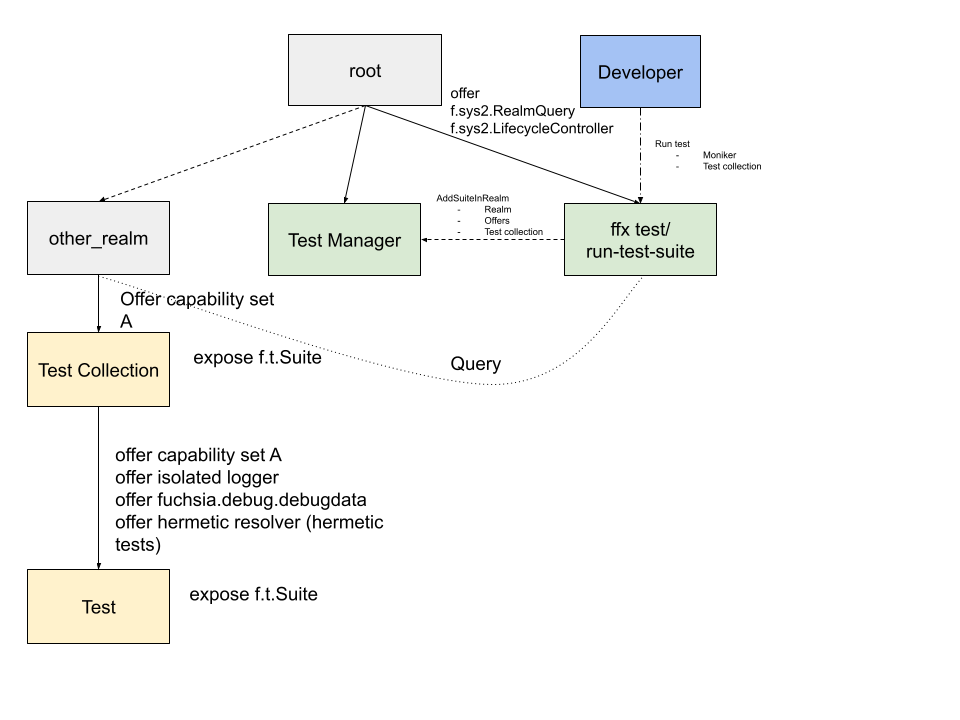 root
Developer
offer
f.sys2.RealmQuery
f.sys2.LifecycleController
Run test
- Moniker
- Test collection
AddSuiteInRealm
- Realm
- Offers
- Test collection
other_realm
Test Manager
ffx test/
run-test-suite
Offer capability set
A
Test Collection
expose f.t.Suite
Query
offer capability set A
offer isolated logger
offer fuchsia.debug.debugdata
offer hermetic resolver (hermetic
tests)
Test
expose f.t.Suite